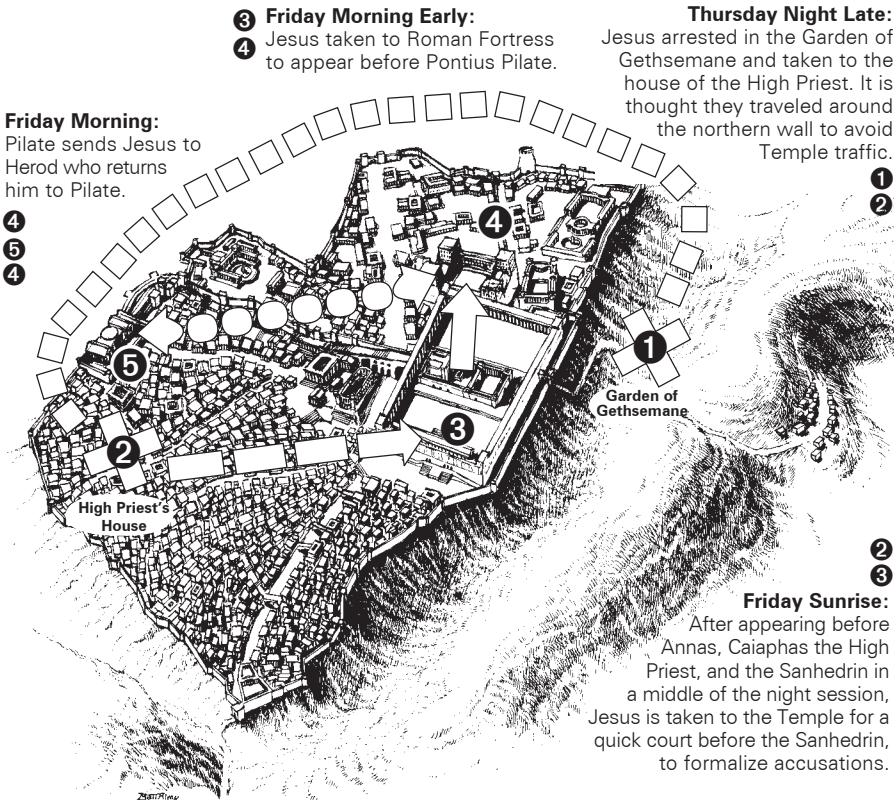 ❸ Friday Morning Early:
❹ Jesus taken to Roman Fortress
to appear before Pontius Pilate.
Thursday Night Late:
Jesus arrested in the Garden of
Gethsemane and taken to the
house of the High Priest. It is
thought they traveled around
the northern wall to avoid
Temple traffic.
❶
❷
Friday Morning:
Pilate sends Jesus to
Herod who returns
him to Pilate.
❹
❺
❹
❹
❶
Garden of
Gethsemane
❺
❸
❷
High Priest's
House
❷
❸
Friday Sunrise:
After appearing before
Annas, Caiaphas the High
Priest, and the Sanhedrin in
a middle of the night session,
Jesus is taken to the Temple for a
quick court before the Sanhedrin,
to formalize accusations.